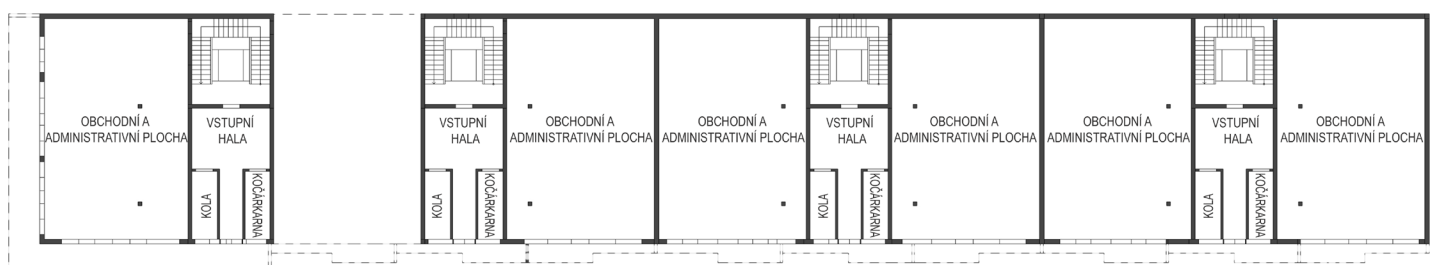 OBCHODNÍ A
ADMINISTRATIVNÍ PLOCHA
VSTUPNÍ
HALA
KOLA
KOČÁRKARNA
VSTUPNÍ
HALA
KOLA
KOČÁRKARNA
OBCHODNÍ A
ADMINISTRATIVNÍ PLOCHA
OBCHODNÍ A
ADMINISTRATIVNÍ PLOCHA
VSTUPNÍ
HALA
KOLA
KOČÁRKARNA
OBCHODNÍ A
ADMINISTRATIVNÍ PLOCHA
OBCHODNÍ A
ADMINISTRATIVNÍ PLOCHA
VSTUPNÍ
HALA
KOLA
KOČÁRKARNA
OBCHODNÍ A
ADMINISTRATIVNÍ PLOCHA